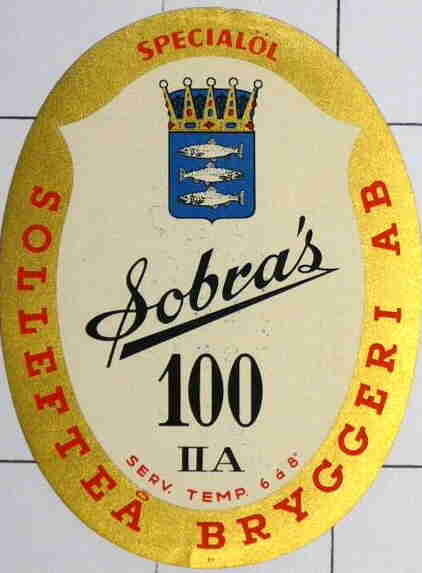 SPECIALÖL
Sobra's
100
IIA
SERV. TEMP. 6 á 8°
SOLLEFTEÅ BRYGGERI AB